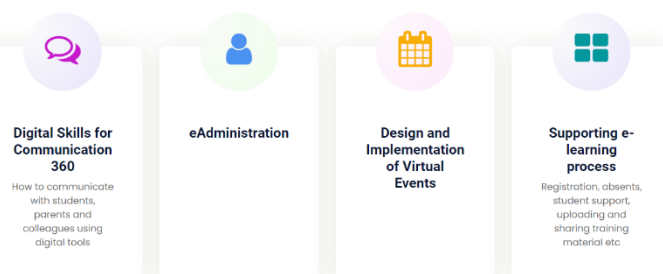 Digital Skills for
Communication
360
How to communicate
with students,
parents and
colleagues using
digital tools
eAdministration
Design and
Implementation
of Virtual
Events
Supporting e-
learning
process
Registration, absents,
student support,
uploading and
sharing training
material etc